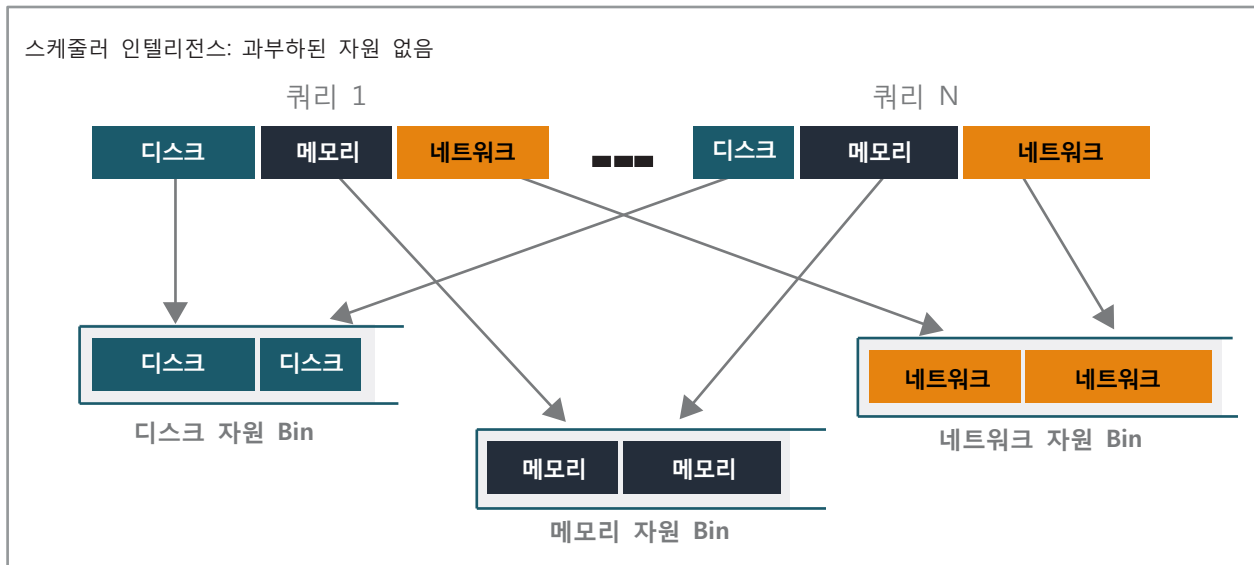 스케줄러 인텔리전스: 과부하된 자원 없음
쿼리 1
쿼리 N
디스크 메모리 네트워크 디스크 메모리 네트워크
디스크 디스크
네트워크 네트워크
디스크 자원 Bin
네트워크 자원 Bin
메모리 메모리
메모리 자원 Bin